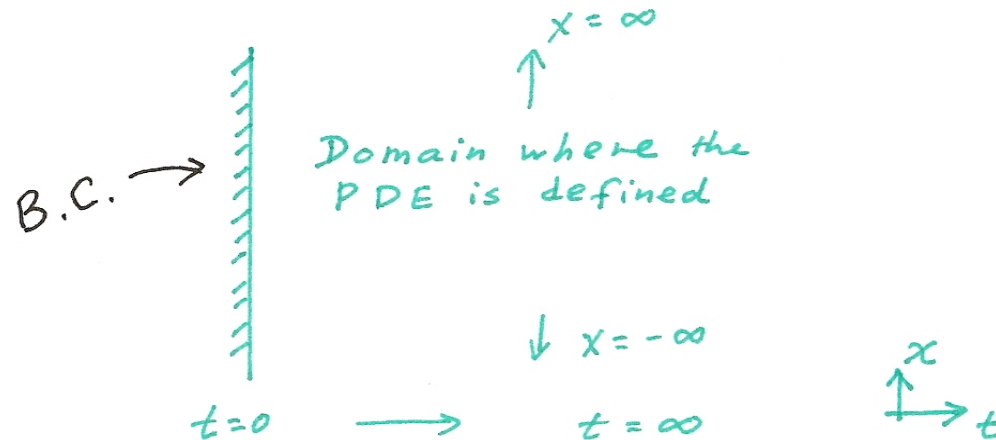 x = ∞
Domain where the
PDE is defined
B.C.
x = - ∞
t = 0
t = ∞
x
t